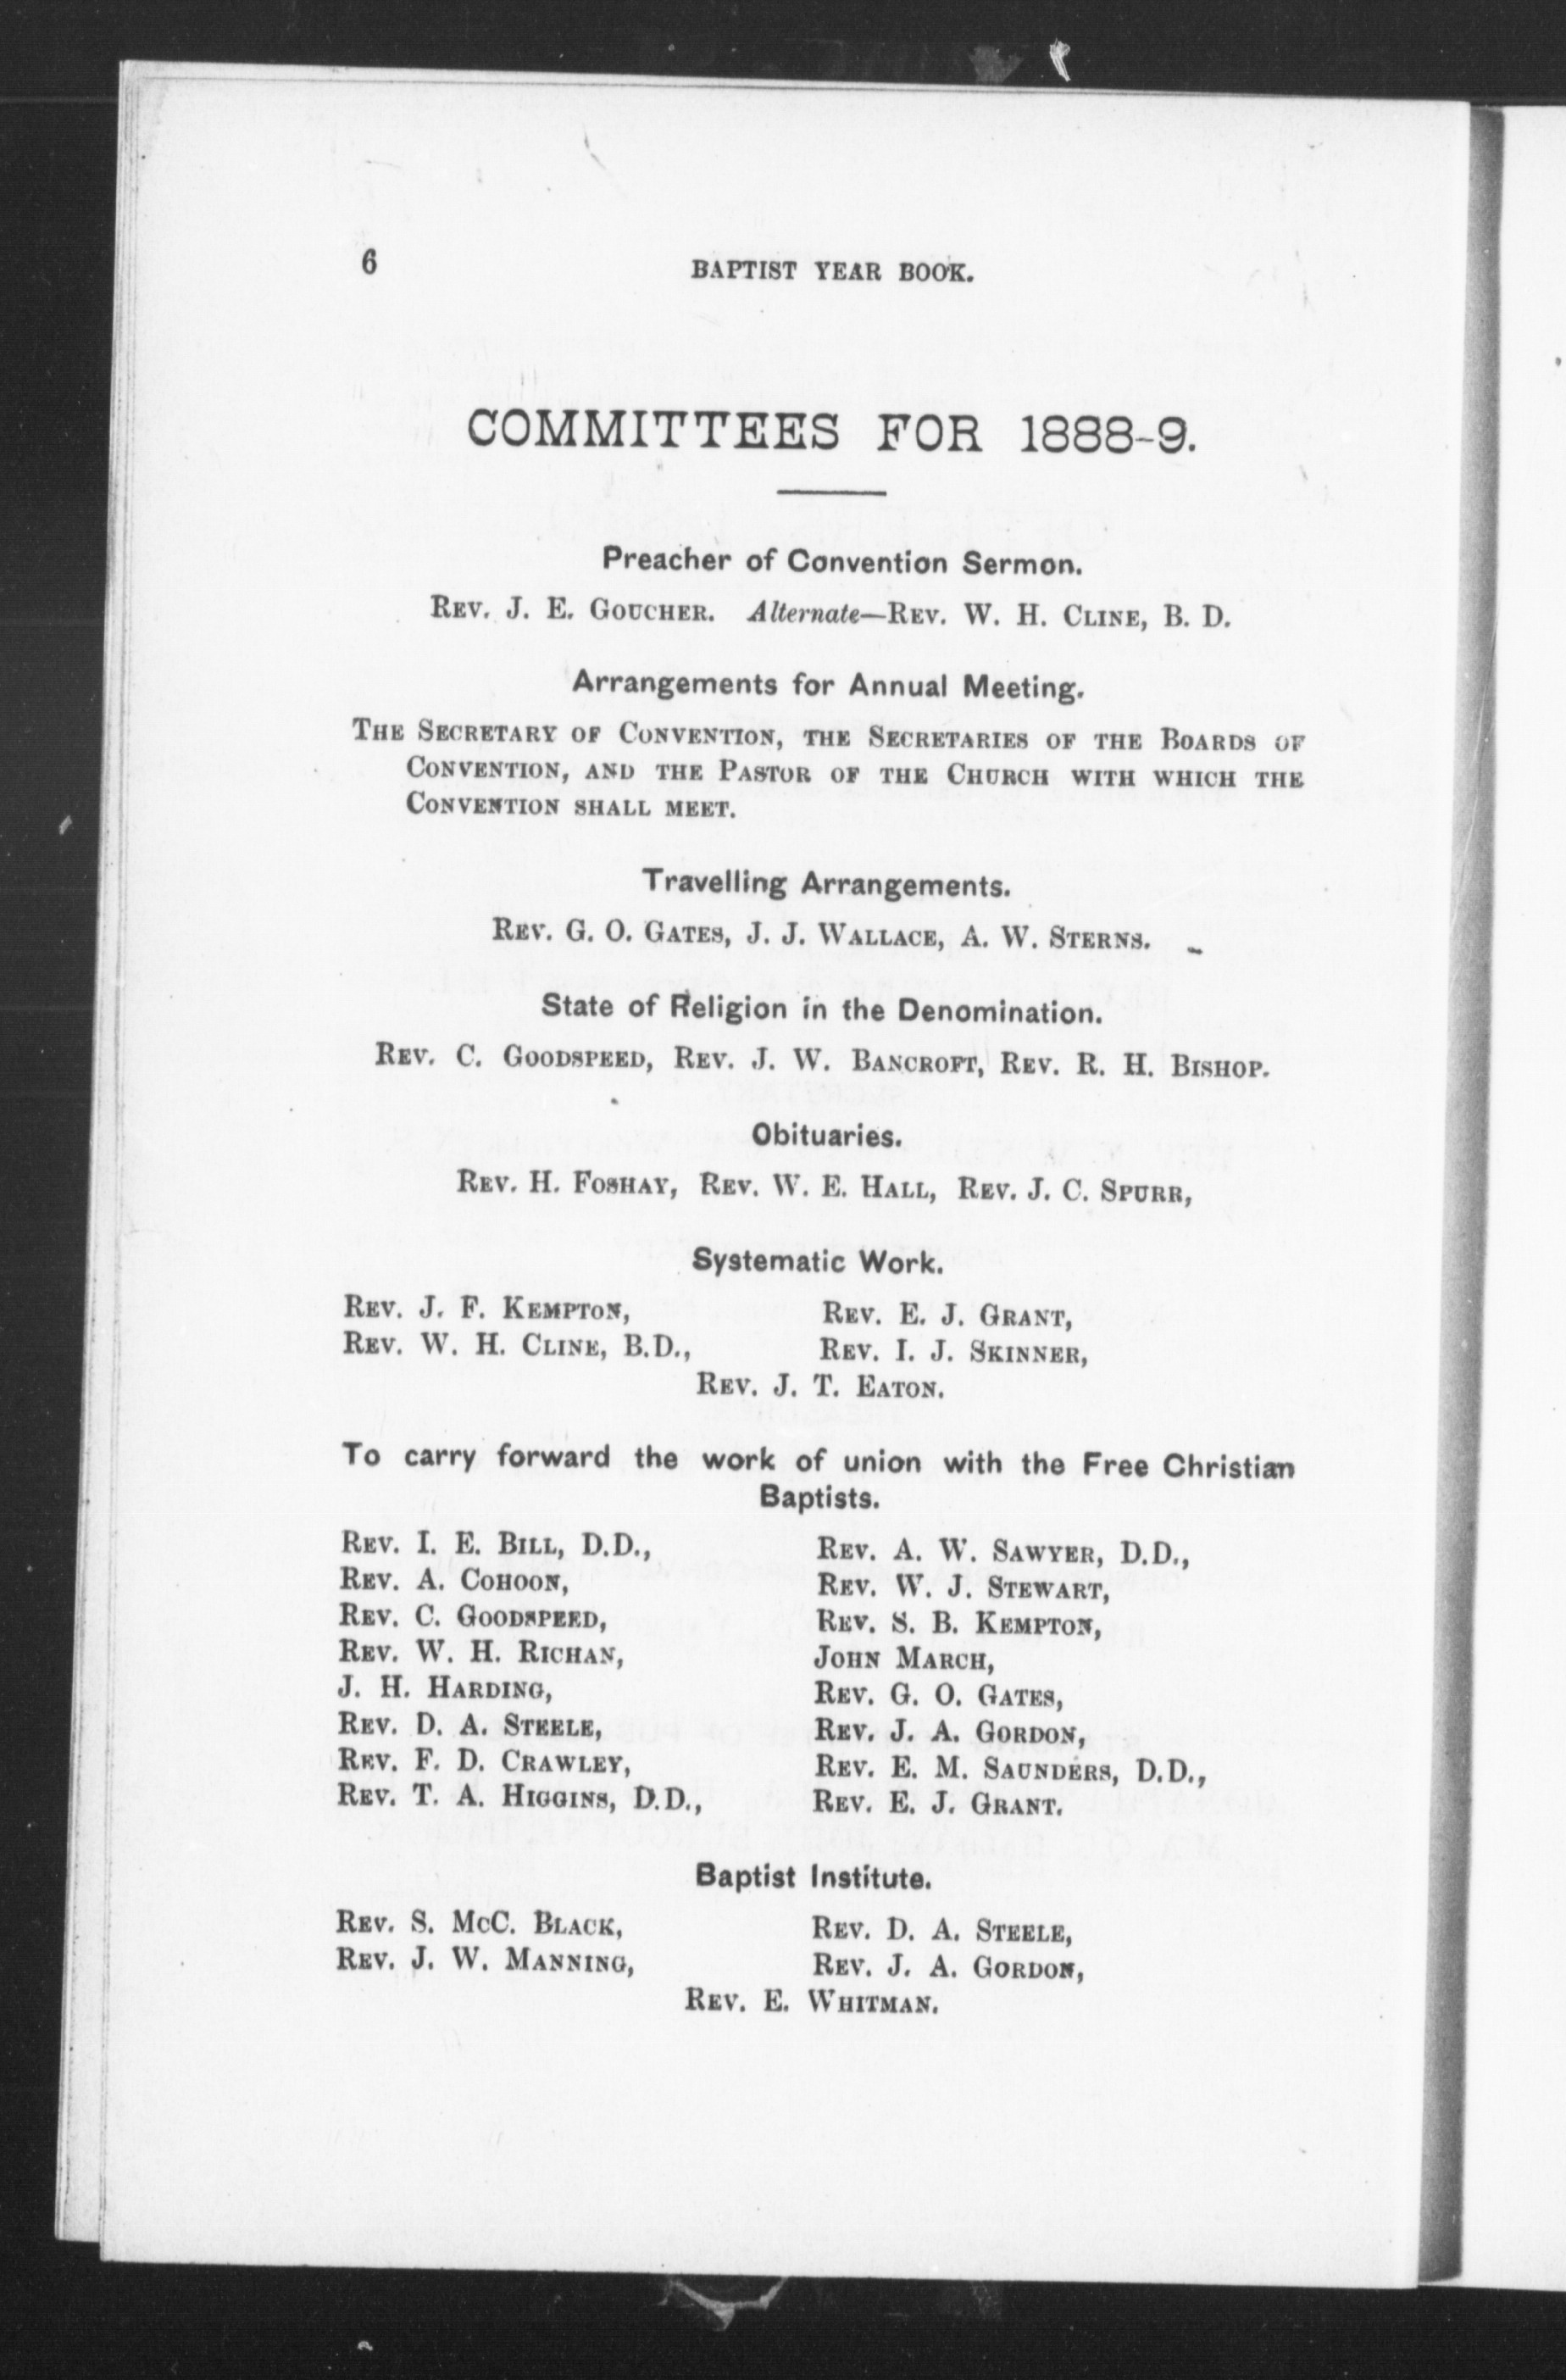 6 BAPTIST YEAR BOOK.
COMMITTEES FOR 1888-9.
Preacher of Convention Sermon.
REV. J. E. GOUCHER. Alternate—REV. W. H. CLINE, B. D.
Arrangements for Annual Meeting.
THE SECRETARY OF CONVENTION, THE SECRETARIES OF THE BOARDS OF
CONVENTION, AND THE PASTOR OF THE CHURCH WITH WHICH THE
CONVENTION SHALL MEET.
Travelling Arrangements.
REV. G. O. GATES, J. J. WALLACE, A. W. STERNS.
State of Religion in the Denomination.
REV. C. GOODSPEED, REV. J. W. BANCROFT, REV. R. H. BISHOP.
Obituaries.
REV. H. FOSHAY, REV. W. E. HALL, REV. J. C. SPURR,
Systematic Work.
REV. J. F. KEMPTON, REV. E. J. GRANT,
REV. W. H. CLINE, B.D., REV. I. J. SKINNER,
REV. J. T. EATON.
To carry forward the work of union with the Free Christian
Baptists.
REV. I. E. BILL, D.D., REV. A. W. SAWYER, D.D.,
REV. A. COHOON, REV. W. J. STEWART,
REV. C. GOODSPEED, REV. S. B. KEMPTON,
REV. W. H. RICHAN, JOHN MARCH,
J. H. HARDING, REV. G. O. GATES,
REV. D. A. STEELE, REV. J. A. GORDON,
REV. F. D. CRAWLEY, REV. E. M. SAUNDERS, D.D.,
REV. T. A. HIGGINS, D.D., REV. E. J. GRANT.
Baptist Institute.
REV. S. McC. BLACK, REV. D. A. STEELE,
REV. J. W. MANNING, REV. J. A. GORDON,
REV. E. WHITMAN.